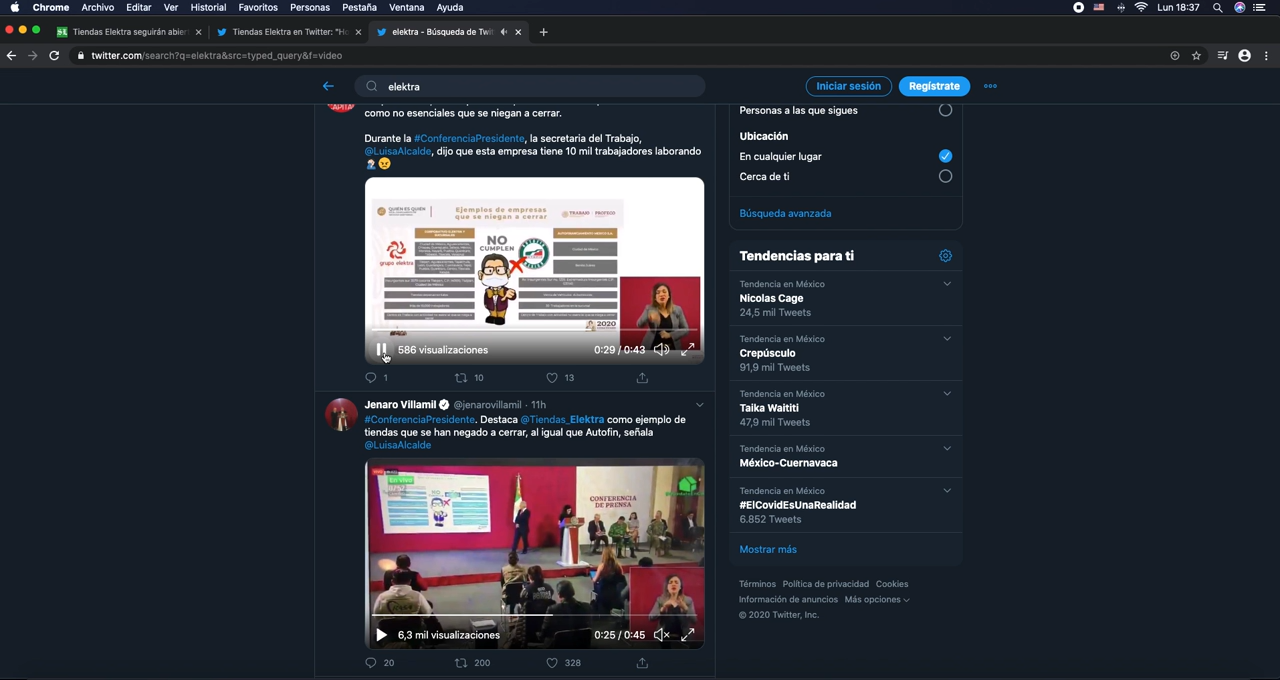 Chrome Archivo Editar Ver Historial Favoritos Personas Pestaña Ventana Ayuda
Lun 18:37
Tiendas Elektra seguirán abier
Tiendas Elektra en Twitter: "Ho
elektra - Búsqueda de Twit
twitter.com/search?q=elektra&src=typed_query&f=video
elektra
Iniciar sesión
Regístrate
como no esenciales que se niegan a cerrar.
Durante la #ConferenciaPresidente, la secretaria del Trabajo,
@LuisaAlcalde, dijo que esta empresa tiene 10 mil trabajadores laborando
QUIÉN ES QUIÉN
Ejemplos de empresas
que se niegan a cerrar
TRABAJO PROFECO
grupo elektra
NO
CUMPLEN
2020
586 visualizaciones
0:29 / 0:43
1
10
13
Jenaro Villamil @jenarovillamil · 11h
#ConferenciaPresidente. Destaca @Tiendas_Elektra como ejemplo de
tiendas que se han negado a cerrar, al igual que Autofin, señala
@LuisaAlcalde
En Vivo
NO
CONFERENCIA
DE PRENSA
6,3 mil visualizaciones
0:25 / 0:45
20
200
328
Personas a las que sigues
Ubicación
En cualquier lugar
Cerca de ti
Búsqueda avanzada
Tendencias para ti
Tendencia en México
Nicolas Cage
24,5 mil Tweets
Tendencia en México
Crepúsculo
91,9 mil Tweets
Tendencia en México
Taika Waititi
47,9 mil Tweets
Tendencia en México
México-Cuernavaca
Tendencia en México
#ElCovidEsUnaRealidad
6.852 Tweets
Mostrar más
Términos Política de privacidad Cookies
Información de anuncios Más opciones
© 2020 Twitter, Inc.